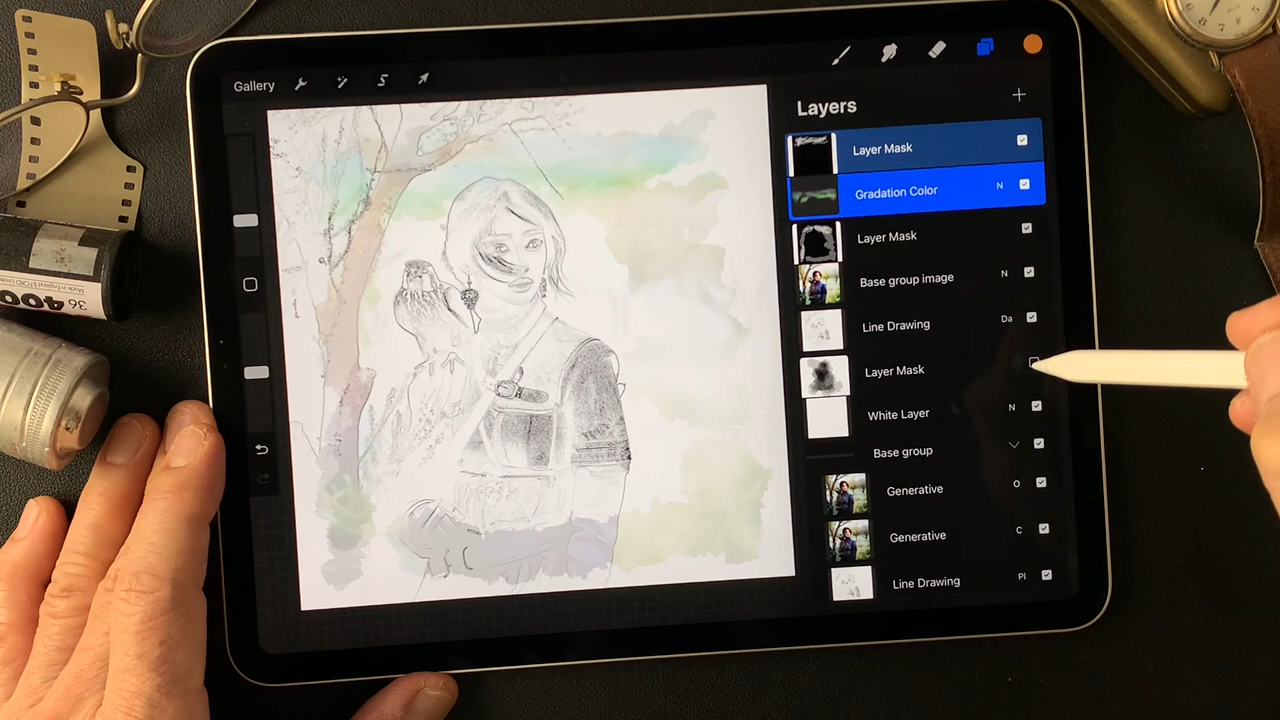 Gallery
Layers
Layer Mask
Gradation Color N
Layer Mask
Base group image N
Line Drawing Da
Layer Mask
White Layer N
Base group
Generative O
Generative C
Line Drawing Pl
36
400